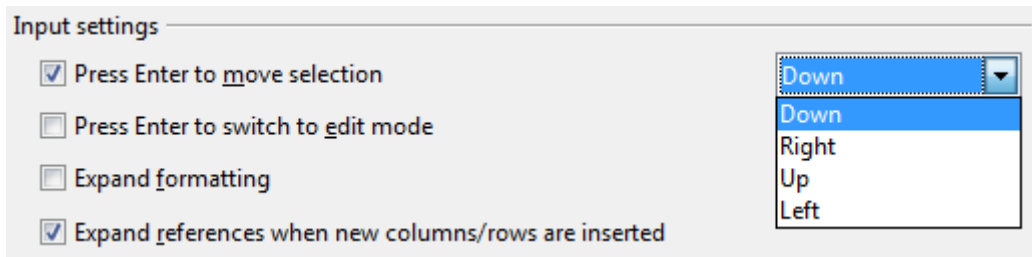 Input settings
Press Enter to move selection
Down
Press Enter to switch to edit mode
Down
Right
Expand formatting
Up
Left
Expand references when new columns/rows are inserted